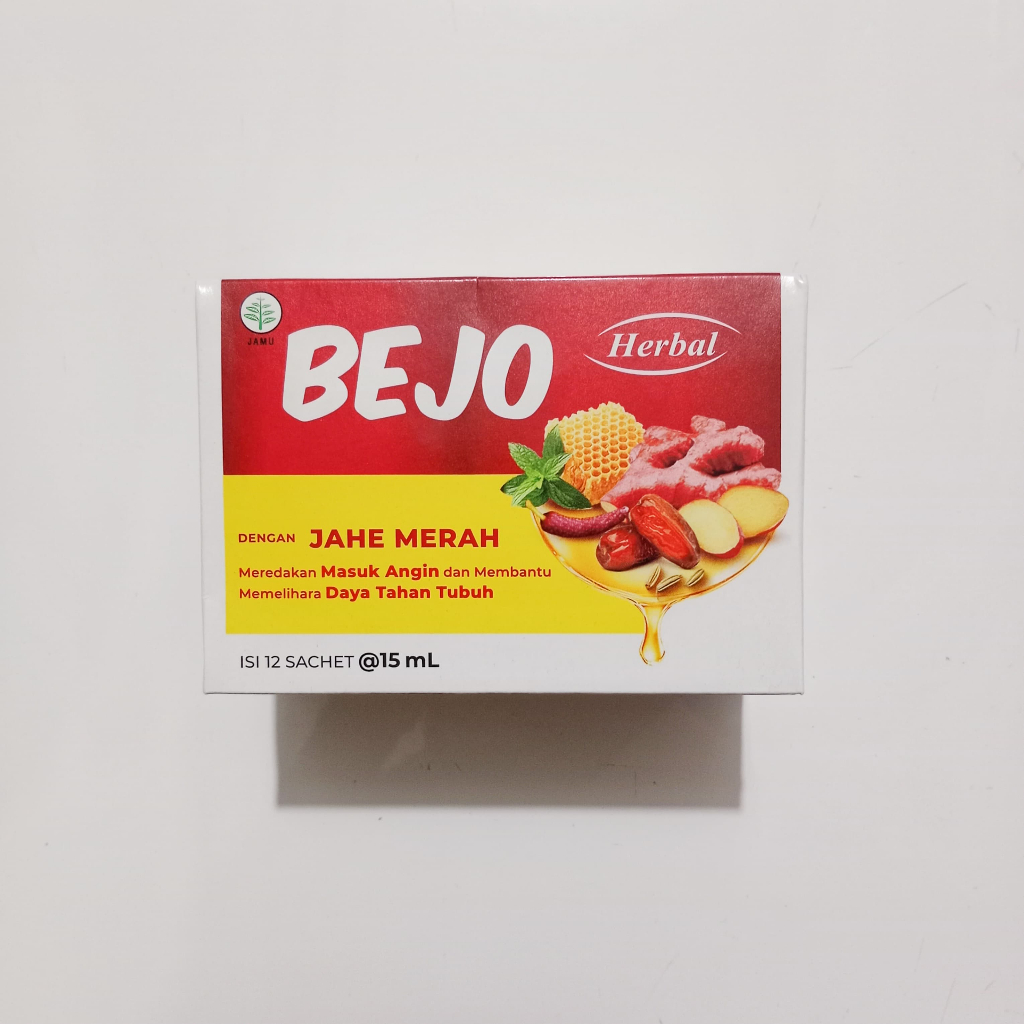 JAMU
BEJO
Herbal
DENGAN JAHE MERAH
Meredakan Masuk Angin dan Membantu
Memelihara Daya Tahan Tubuh
ISI 12 SACHET @15 mL